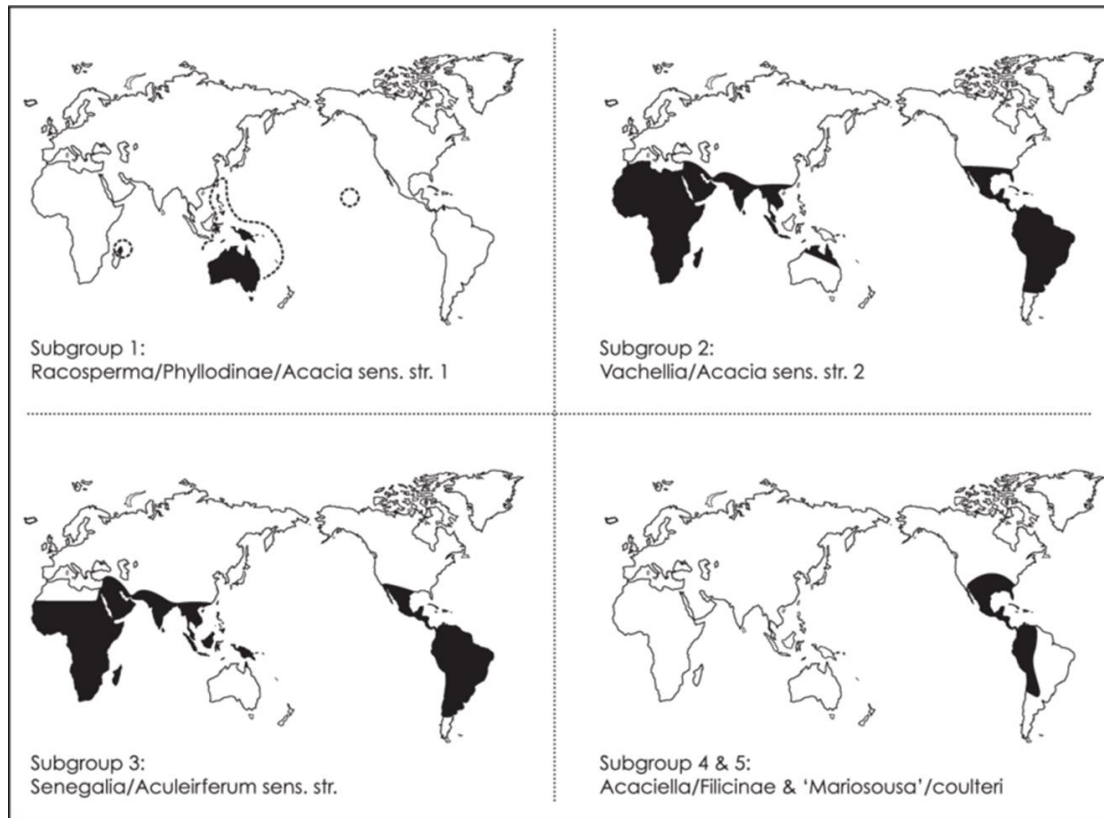 Subgroup 1:
Racosperma/Phyllodinae/Acacia sens. str. 1
Subgroup 2:
Vachellia/Acacia sens. str. 2
Subgroup 3:
Senegalia/Aculeirferum sens. str.
Subgroup 4 & 5:
Acaciella/Filicinae & ‘Mariosousa’/coulteri